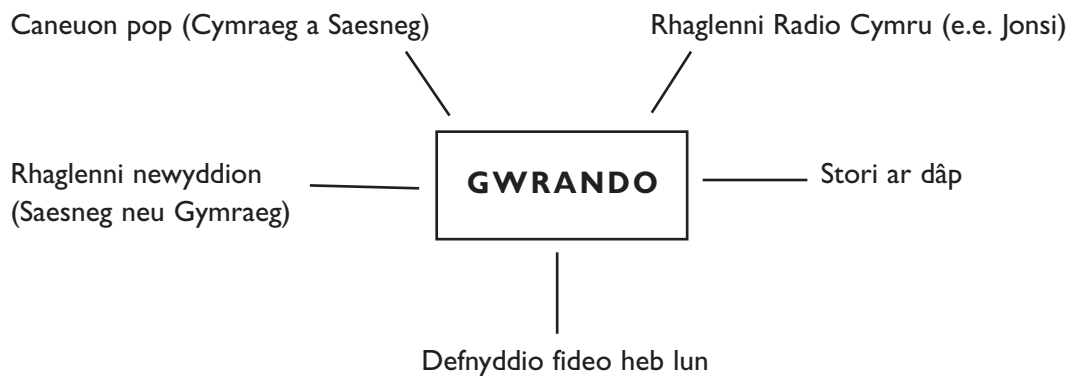 Caneuon pop (Cymraeg a Saesneg)
Rhaglenni Radio Cymru (e.e. Jonsi)
Rhaglenni newyddion
(Saesneg neu Gymraeg)
GWRANDO
Stori ar dâp
Defnyddio fideo heb lun